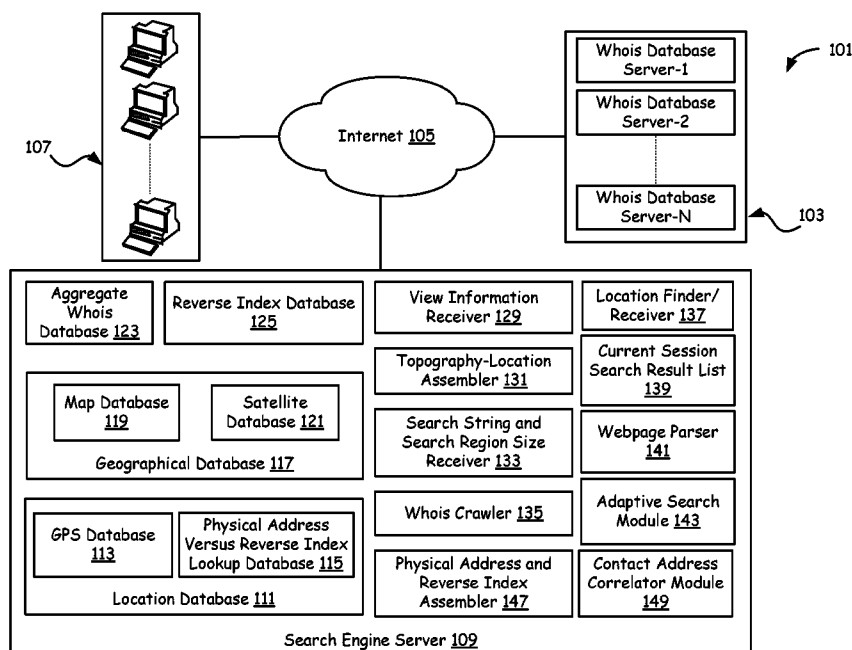 Whois Database
Server-1
Whois Database
Server-2
Whois Database
Server-N
101
103
107
Internet 105
Aggregate
Whois
Database 123
Reverse Index Database
125
View Information
Receiver 129
Location Finder/
Receiver 137
Topography-Location
Assembler 131
Current Session
Search Result List
139
Map Database
119
Satellite
Database 121
Geographical Database 117
Search String and
Search Region Size
Receiver 133
Webpage Parser
141
GPS Database
113
Physical Address
Versus Reverse Index
Lookup Database 115
Location Database 111
Whois Crawler 135
Adaptive Search
Module 143
Physical Address and
Reverse Index
Assembler 147
Contact Address
Correlator Module
149
Search Engine Server 109